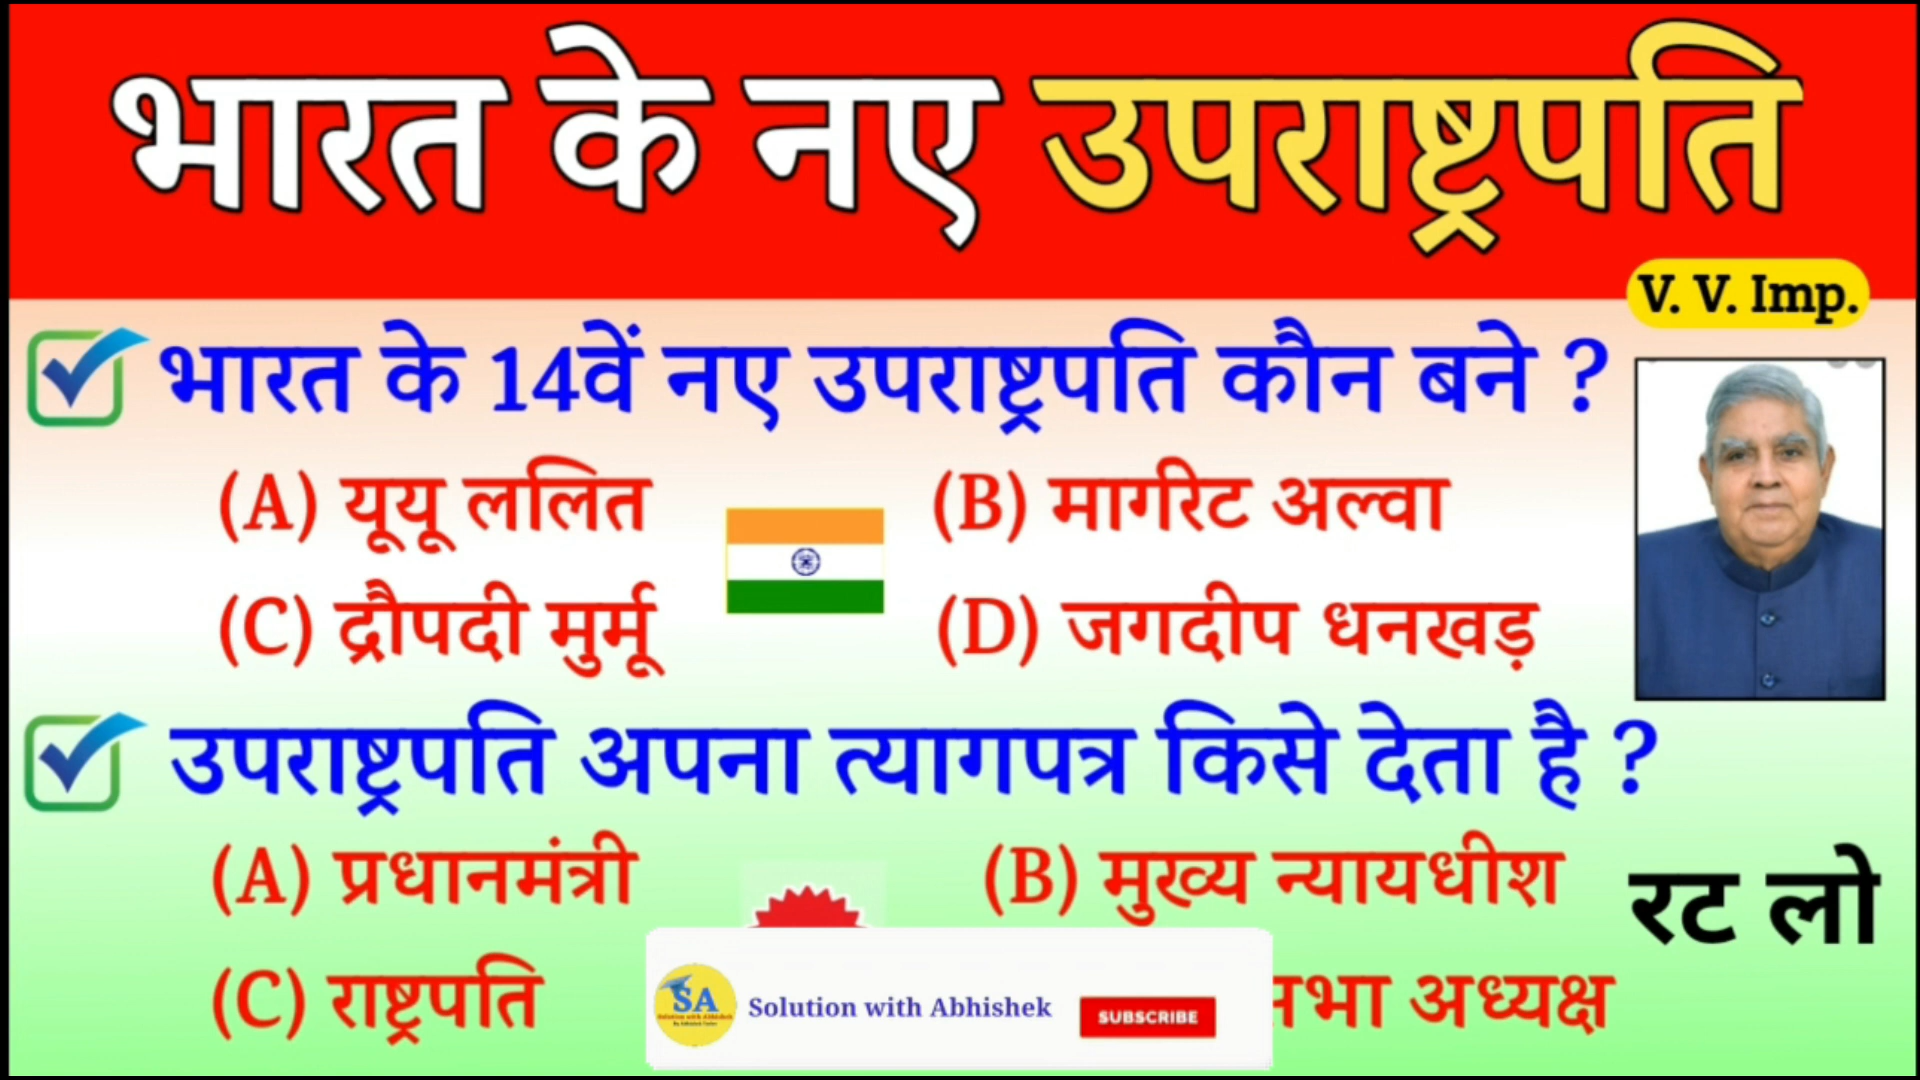 भारत के नए उपराष्ट्रपति
V. V. Imp.
भारत के 14वें नए उपराष्ट्रपति कौन बने ?
(A) यूयू ललित (B) मार्गरेट अल्वा
(C) द्रौपदी मुर्मू (D) जगदीप धनखड़
उपराष्ट्रपति अपना त्यागपत्र किसे देता है ?
(A) प्रधानमंत्री (B) मुख्य न्यायधीश
रट लो
(C) राष्ट्रपति अध्यक्ष
SA
Solution with Abhishek
SUBSCRIBE